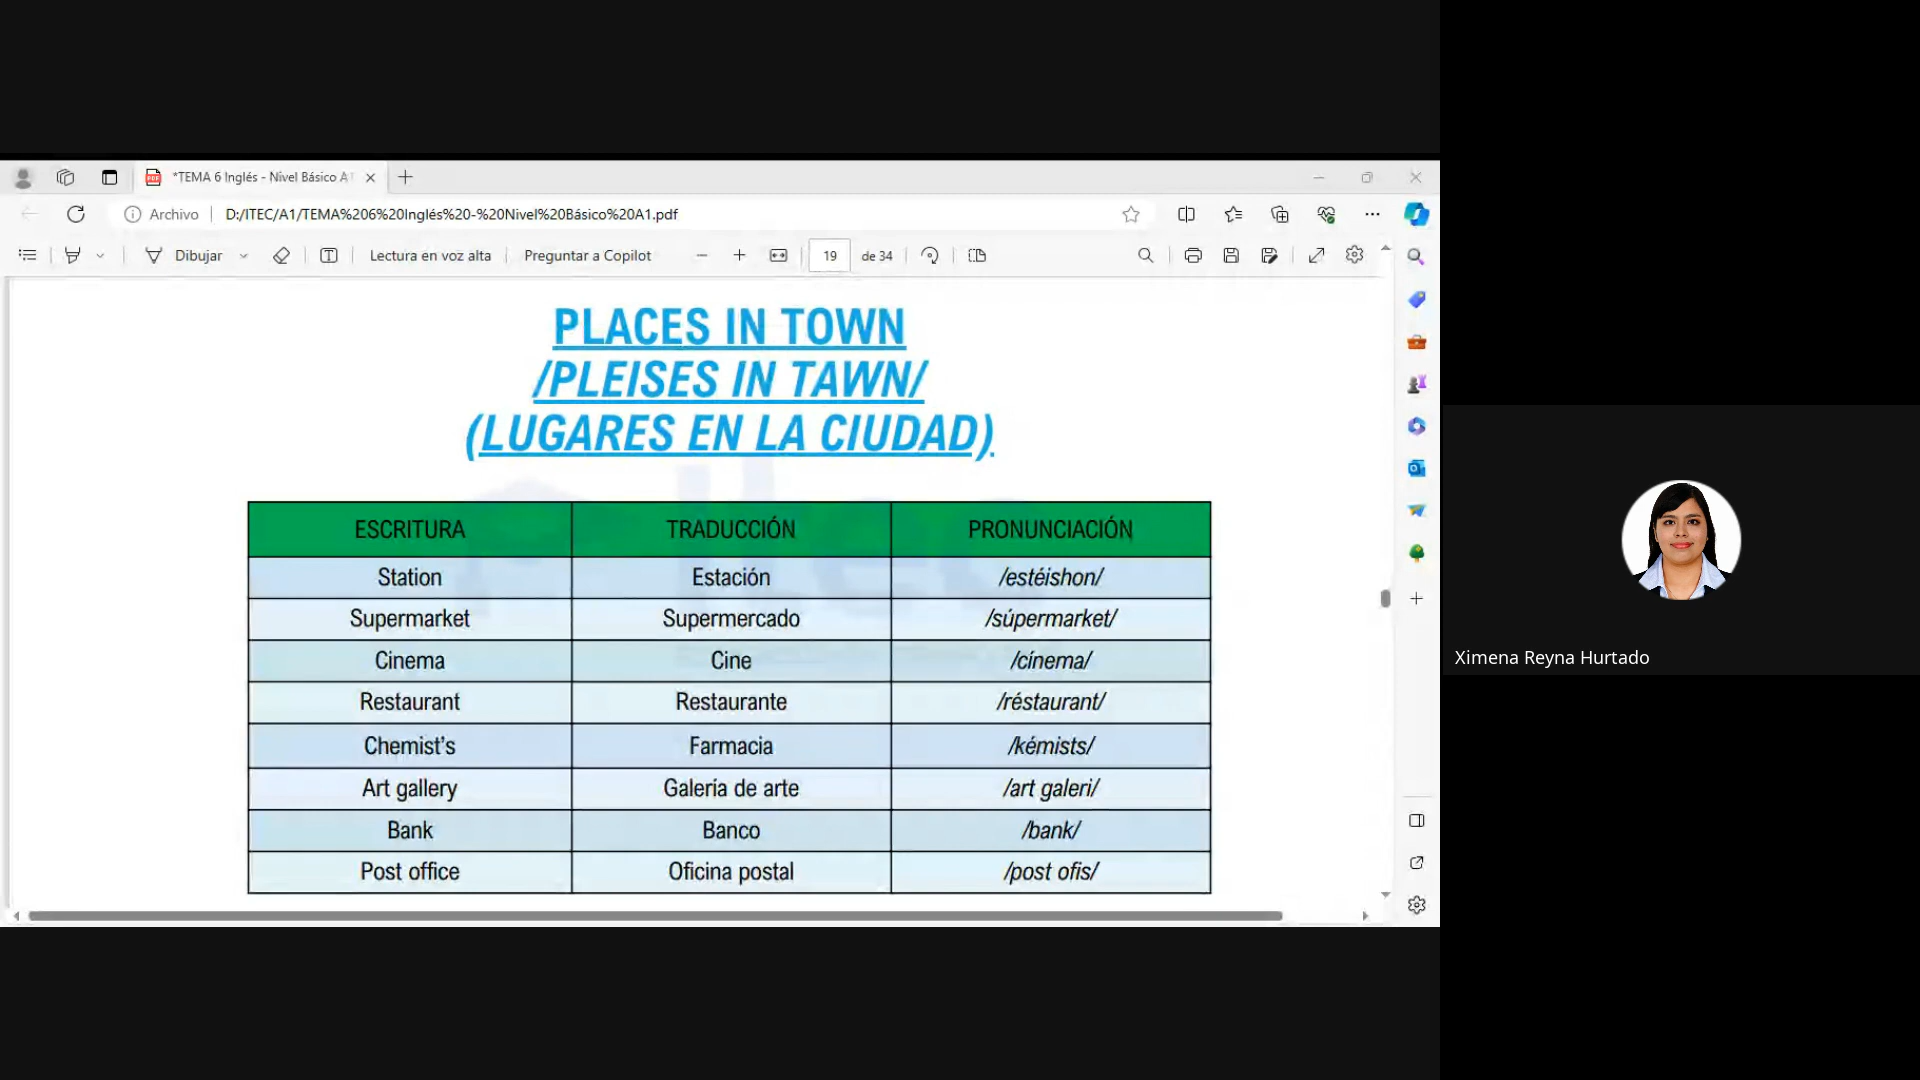 *TEMA 6 Inglés - Nivel Básico A1
Archivo D:/ITEC/A1/TEMA%206%20Inglés%20-%20Nivel%20Básico%20A1.pdf
Dibujar Lectura en voz alta Preguntar a Copilot 19 de 34
PLACES IN TOWN
/PLEISES IN TAWN/
(LUGARES EN LA CIUDAD)
ESCRITURA TRADUCCIÓN PRONUNCIACIÓN
Station Estación /estéishon/
Supermarket Supermercado /súpermarket/
Cinema Cine /cínema/
Restaurant Restaurante /réstaurant/
Chemist's Farmacia /kémists/
Art gallery Galería de arte /art galeri/
Bank Banco /bank/
Post office Oficina postal /post ofis/
Ximena Reyna Hurtado